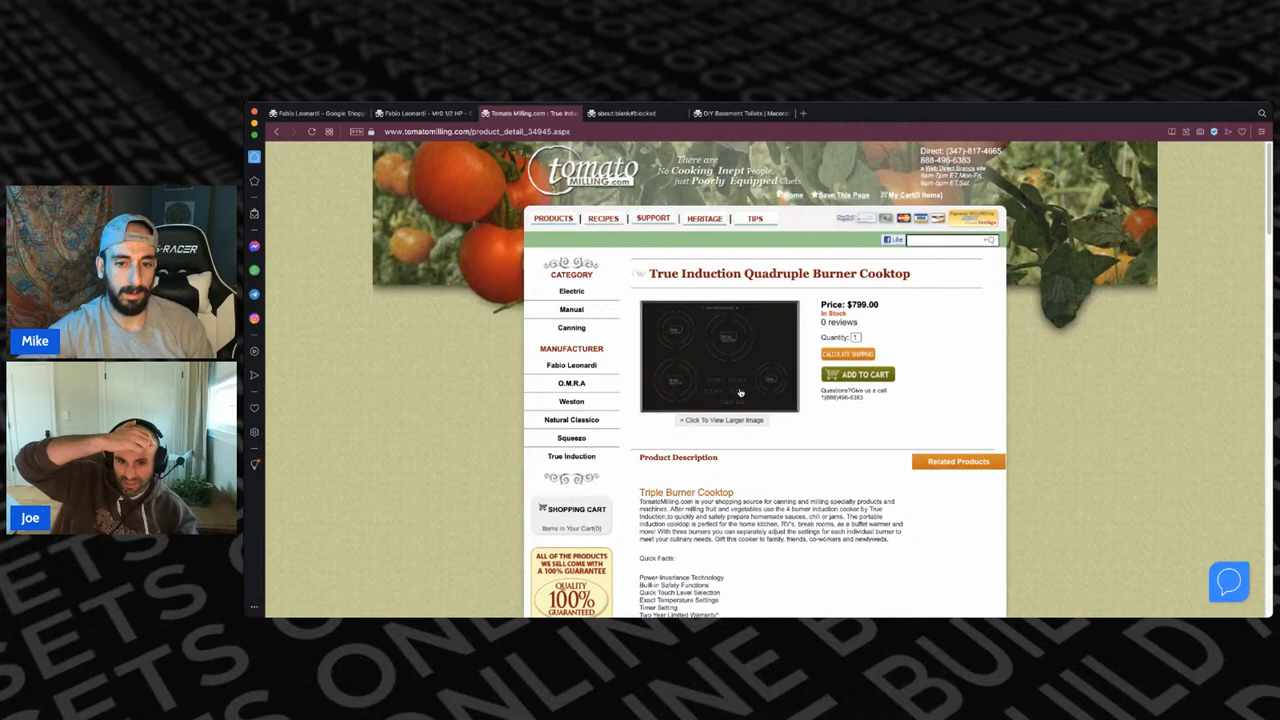 Fabio Leonardi - Google Shopp
Fabio Leonardi - Mr0 1/2 HP - 
Tomato Milling.com | True Indu
about:blank#blocked
DIY Basement Toilets | Macera
www.tomatomilling.com/product_detail_34945.aspx
tomato
MILLING.com
There are
No Cooking Inept People,
just Poorly Equipped Chefs
Direct: (347)-817-4665
888-496-6383
a Web Direct Brands site
9am-7pm ET,Mon-Fri,
9am-5pm ET,Sat.
Home
Save This Page
My Cart(0 items)
PRODUCTS
RECIPES
SUPPORT
HERITAGE
TIPS
PayPal
VISA
Like
CATEGORY
Electric
Manual
Canning
MANUFACTURER
Fabio Leonardi
O.M.R.A
Weston
Natural Classico
Squeezo
True Induction
SHOPPING CART
Items in Your Cart(0)
ALL OF THE PRODUCTS
WE SELL COME WITH
A 100% GUARANTEE
QUALITY
100%
GUARANTEED
True Induction Quadruple Burner Cooktop
Price: $799.00
In Stock
0 reviews
Quantity: 1
CALCULATE SHIPPING
ADD TO CART
Questions?Give us a call
1(888)496-6383
» Click To View Larger Image
Product Description
Related Products
Triple Burner Cooktop
TomatoMilling.com is your shopping source for canning and milling specialty products and
machines. After milling fruit and vegetables use the 4 burner induction cooker by True
Induction,to quickly and safely prepare homemade sauces, chili or jams. The portable
induction cooktop is perfect for the home kitchen, RV's, break rooms, as a buffet warmer and
more! With three burners you can separately adjust the settings for each individual burner to
meet your culinary needs. Gift this cooker to family, friends, co-workers and newlyweds.
Quick Facts:
Power-Invariance Technology
Built-in Safety Functions
Quick Touch Level Selection
Exact Temperature Settings
Timer Setting
Two Year Limited Warranty*
S-RACER
Mike
Joe
SETS ONLINE BUILD